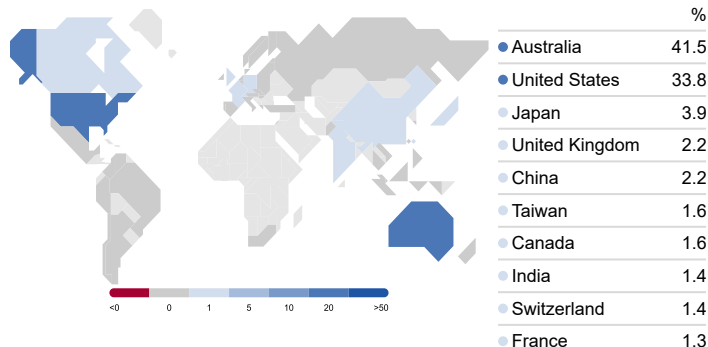 %
Australia 41.5
United States 33.8
Japan 3.9
United Kingdom 2.2
China 2.2
Taiwan 1.6
Canada 1.6
India 1.4
Switzerland 1.4
France 1.3
<0 0 1 5 10 20 >50